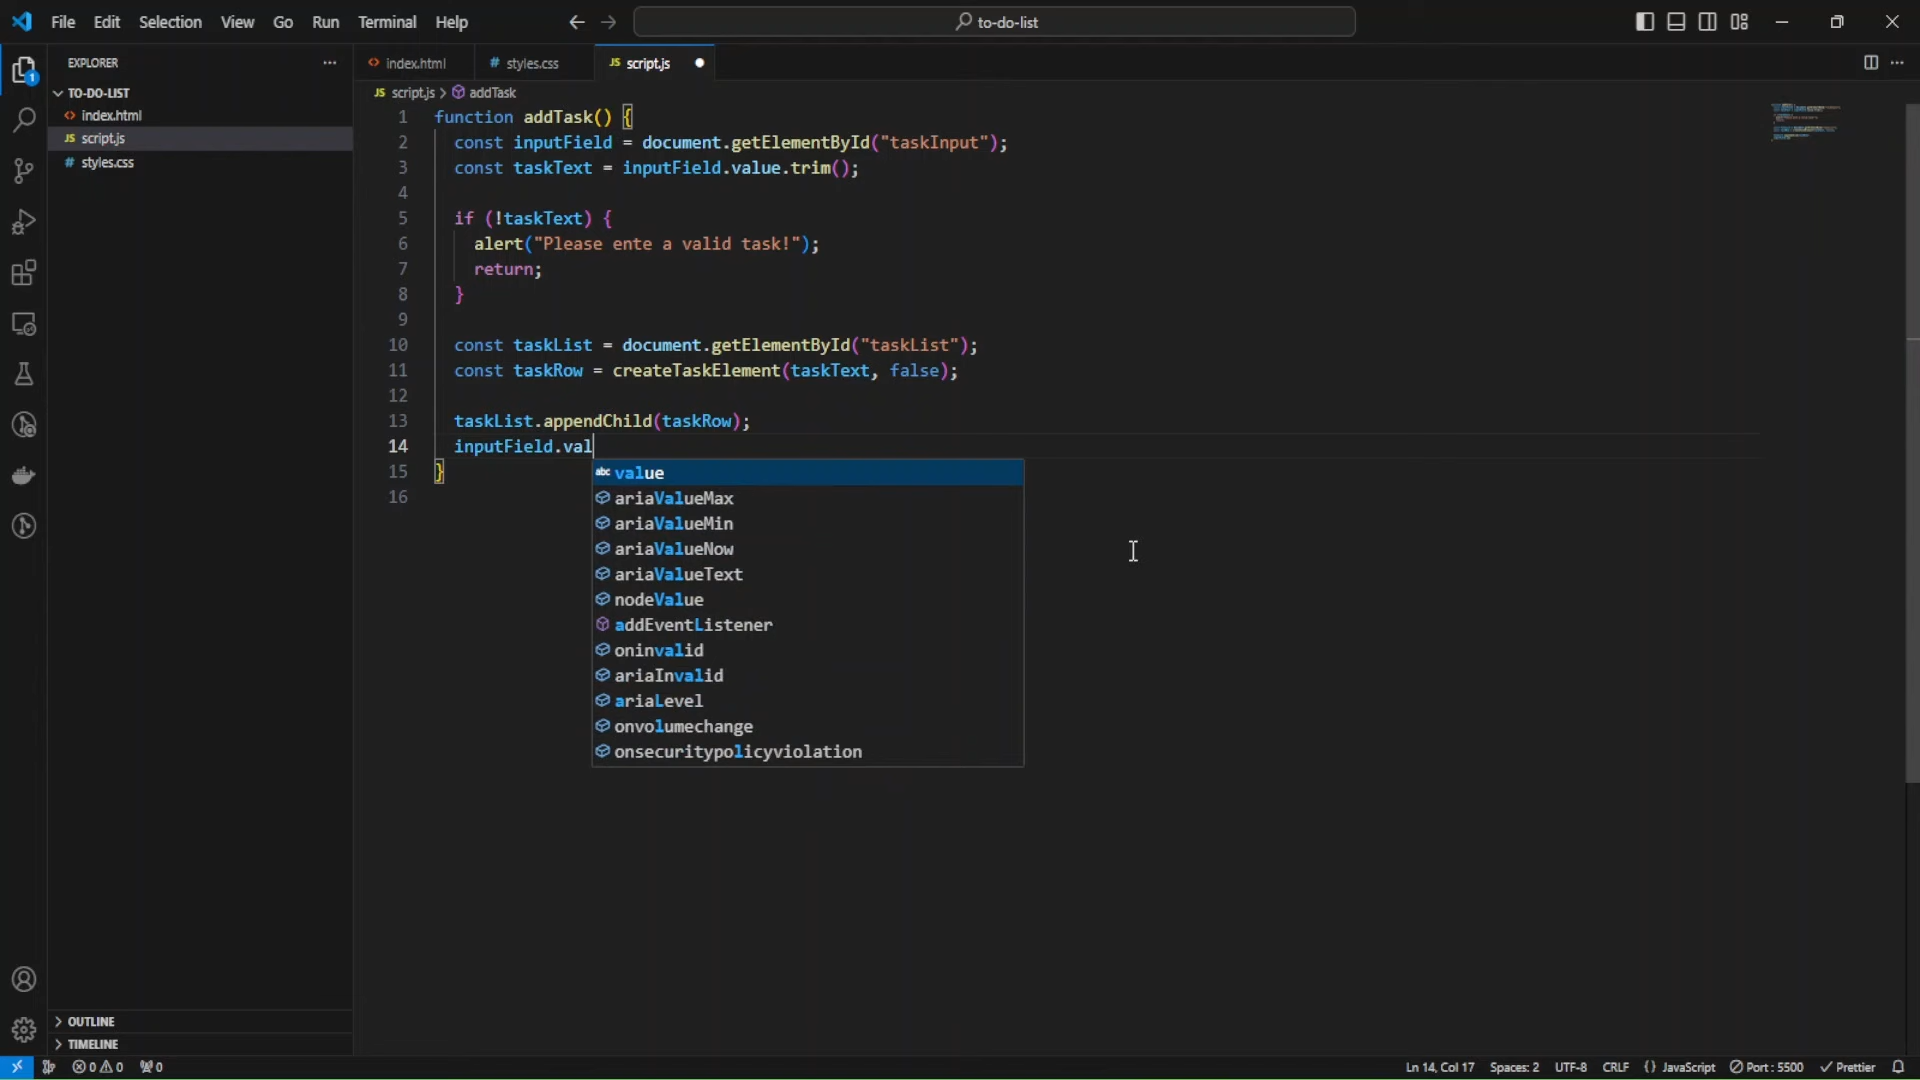 File Edit Selection View Go Run Terminal Help
to-do-list
EXPLORER
TO-DO-LIST
index.html
JS script.js
# styles.css
OUTLINE
TIMELINE
1
index.html
# styles.css
JS script.js
JS script.js > addTask
1 function addTask() {
2 const inputField = document.getElementById("taskInput");
3 const taskText = inputField.value.trim();
4
5 if (!taskText) {
6 alert("Please ente a valid task!");
7 return;
8 }
9
10 const taskList = document.getElementById("taskList");
11 const taskRow = createTaskElement(taskText, false);
12
13 taskList.appendChild(taskRow);
14 inputField.val
15 }
16
abc value
ariaValueMax
ariaValueMin
ariaValueNow
ariaValueText
nodeValue
addEventListener
oninvalid
ariaInvalid
ariaLevel
onvolumechange
onsecuritypolicyviolation
0 0 0 Ln 14, Col 17 Spaces: 2 UTF-8 CRLF {} JavaScript Port : 5500 Prettier